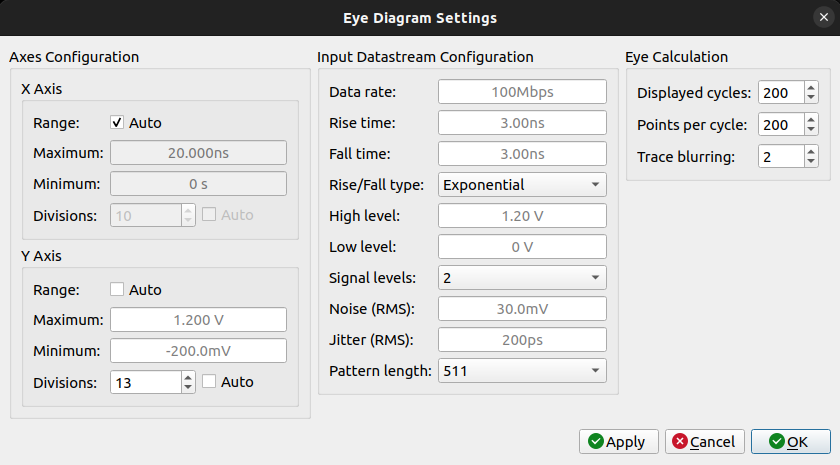 Eye Diagram Settings
Axes Configuration
X Axis
Range: Auto
Maximum: 20.000ns
Minimum: 0 s
Divisions: 10 Auto
Y Axis
Range: Auto
Maximum: 1.200 V
Minimum: -200.0mV
Divisions: 13 Auto
Input Datastream Configuration
Data rate: 100Mbps
Rise time: 3.00ns
Fall time: 3.00ns
Rise/Fall type: Exponential
High level: 1.20 V
Low level: 0 V
Signal levels: 2
Noise (RMS): 30.0mV
Jitter (RMS): 200ps
Pattern length: 511
Eye Calculation
Displayed cycles: 200
Points per cycle: 200
Trace blurring: 2
Apply Cancel OK